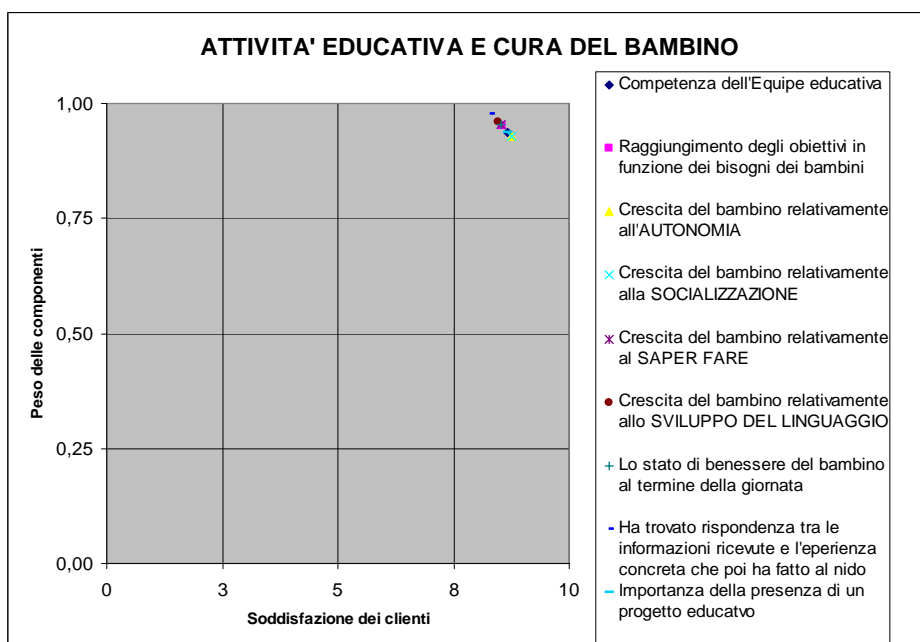 ATTIVITA' EDUCATIVA E CURA DEL BAMBINO
Peso delle componenti
1,00
0,75
0,50
0,25
0,00
0
3
5
8
10
Soddisfazione dei clienti
Competenza dell'Equipe educativa
Raggiungimento degli obiettivi in
funzione dei bisogni dei bambini
Crescita del bambino relativamente
all'AUTONOMIA
Crescita del bambino relativamente
alla SOCIALIZZAZIONE
Crescita del bambino relativamente
al SAPER FARE
Crescita del bambino relativamente
allo SVILUPPO DEL LINGUAGGIO
Lo stato di benessere del bambino
al termine della giornata
Ha trovato rispondenza tra le
informazioni ricevute e l'eperienza
concreta che poi ha fatto al nido
Importanza della presenza di un
progetto educatvo